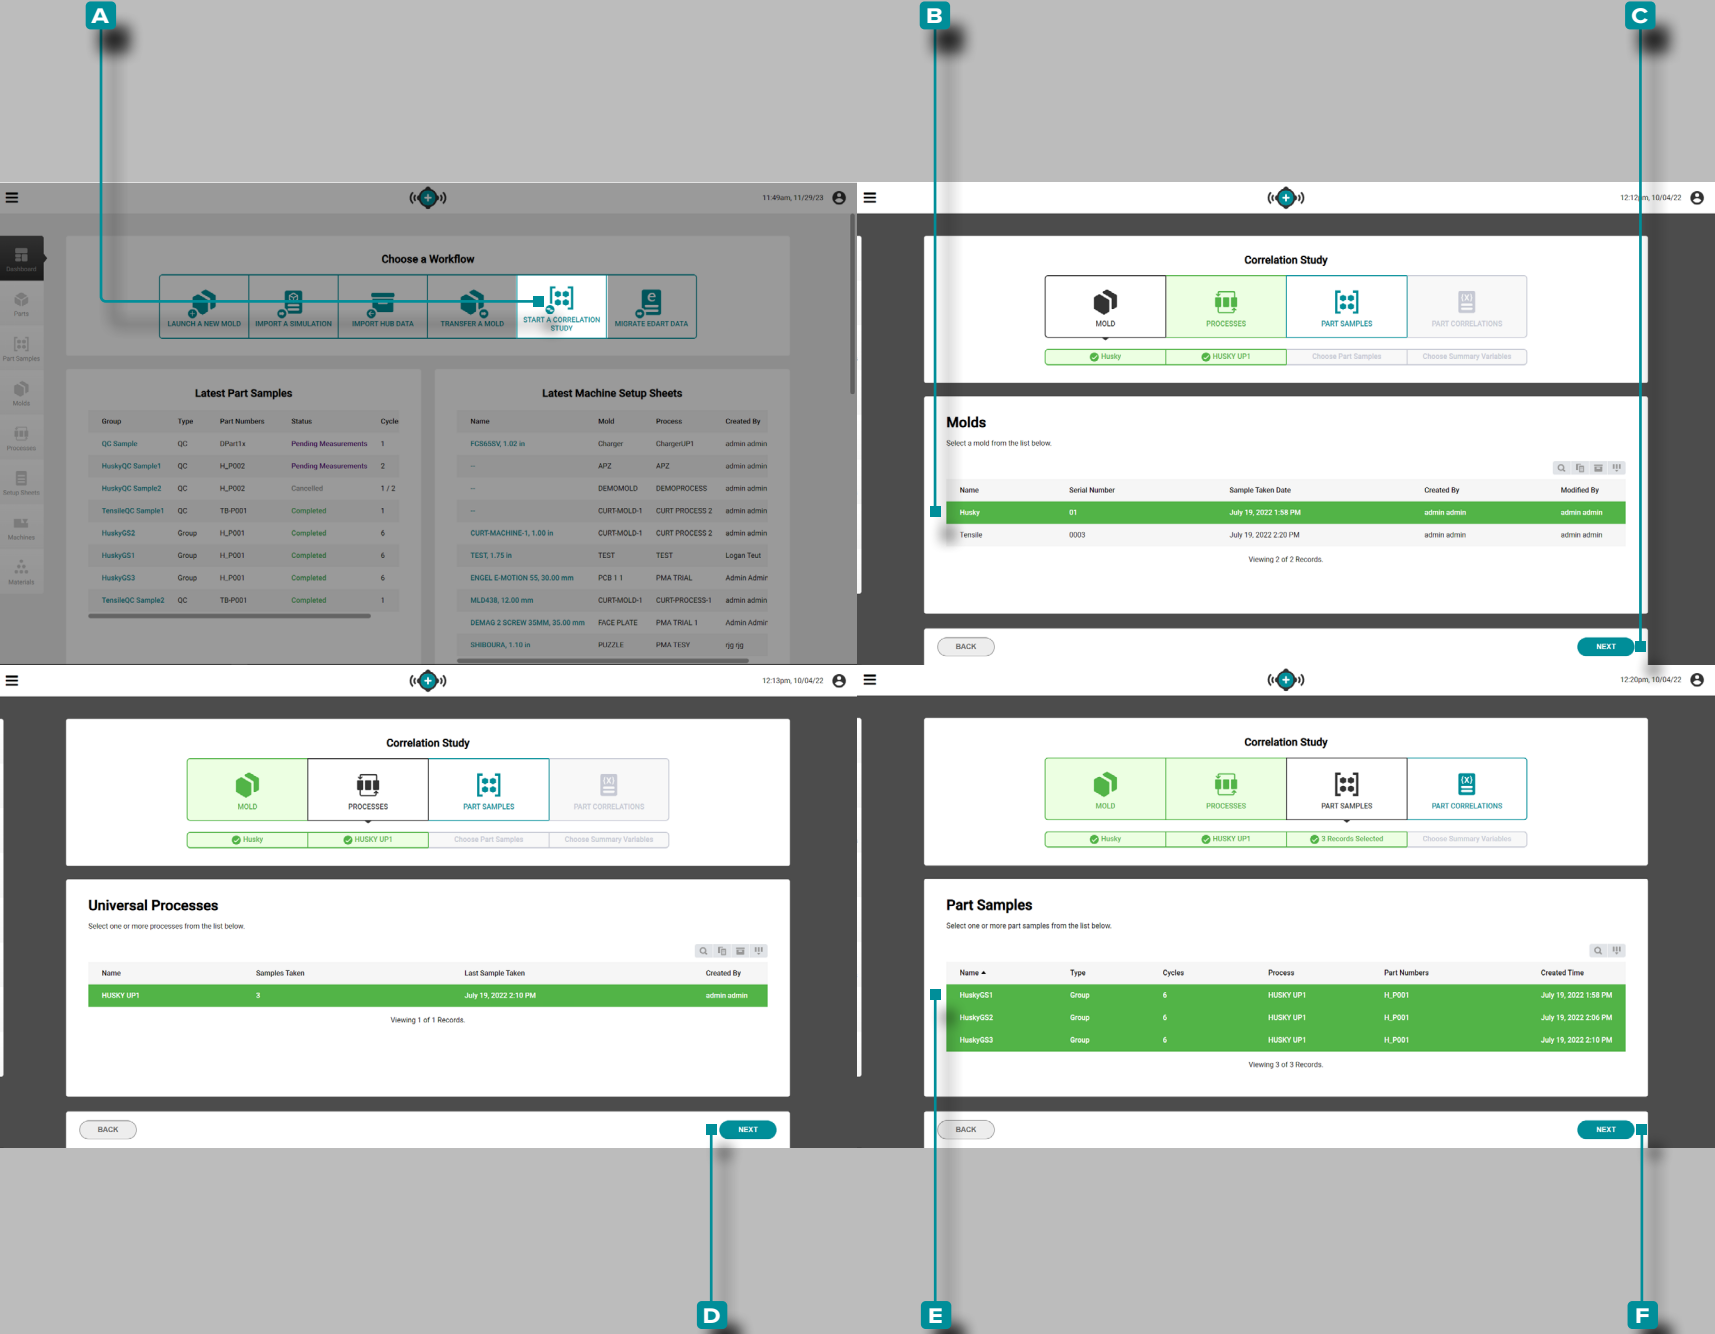 A
B
C
11:49am, 11/29/23
Dashboard
Parts
Part Samples
Molds
Processes
Setup Sheets
Machines
Materials
Choose a Workflow
LAUNCH A NEW MOLD
IMPORT A SIMULATION
IMPORT HUB DATA
TRANSFER A MOLD
START A CORRELATION
STUDY
MIGRATE EDART DATA
Latest Part Samples
Group Type Part Numbers Status Cycle
QC Sample QC DPart1x Pending Measurements 1
HuskyQC Sample1 QC H_P002 Pending Measurements 2
HuskyQC Sample2 QC H_P002 Cancelled 1 / 2
TensileQC Sample1 QC TB-P001 Completed 1
HuskyGS2 Group H_P001 Completed 6
HuskyGS1 Group H_P001 Completed 6
HuskyGS3 Group H_P001 Completed 6
TensileQC Sample2 QC TB-P001 Completed 1
Latest Machine Setup Sheets
Name Mold Process Created By
FCS65SV, 1.02 in Charger ChargerUP1 admin admin
-- APZ APZ admin admin
-- DEMOMOLD DEMOPROCESS admin admin
-- CURT-MOLD-1 CURT PROCESS 2 admin admin
CURT-MACHINE-1, 1.00 in CURT-MOLD-1 CURT PROCESS 2 admin admin
TEST, 1.75 in TEST TEST Logan Teut
ENGEL E-MOTION 55, 30.00 mm PCB 1 1 PMA TRIAL Admin Admin
MLD438, 12.00 mm CURT-MOLD-1 CURT-PROCESS-1 admin admin
DEMAG 2 SCREW 35MM, 35.00 mm FACE PLATE PMA TRIAL 1 Admin Admin
SHIBOURA, 1.10 in PUZZLE PMA TESY rjg rjg
12:12pm, 10/04/22
Correlation Study
MOLD PROCESSES PART SAMPLES PART CORRELATIONS
Husky HUSKY UP1 Choose Part Samples Choose Summary Variables
Molds
Select a mold from the list below.
Name Serial Number Sample Taken Date Created By Modified By
Husky 01 July 19, 2022 1:58 PM admin admin admin admin
Tensile 0003 July 19, 2022 2:20 PM admin admin admin admin
Viewing 2 of 2 Records.
BACK NEXT
12:13pm, 10/04/22
Correlation Study
MOLD PROCESSES PART SAMPLES PART CORRELATIONS
Husky HUSKY UP1 Choose Part Samples Choose Summary Variables
Universal Processes
Select one or more processes from the list below.
Name Samples Taken Last Sample Taken Created By
HUSKY UP1 3 July 19, 2022 2:10 PM admin admin
Viewing 1 of 1 Records.
BACK NEXT
12:20pm, 10/04/22
Correlation Study
MOLD PROCESSES PART SAMPLES PART CORRELATIONS
Husky HUSKY UP1 3 Records Selected Choose Summary Variables
Part Samples
Select one or more part samples from the list below.
Name Type Cycles Process Part Numbers Created Time
HuskyGS1 Group 6 HUSKY UP1 H_P001 July 19, 2022 1:58 PM
HuskyGS2 Group 6 HUSKY UP1 H_P001 July 19, 2022 2:06 PM
HuskyGS3 Group 6 HUSKY UP1 H_P001 July 19, 2022 2:10 PM
Viewing 3 of 3 Records.
BACK NEXT
D
E
F